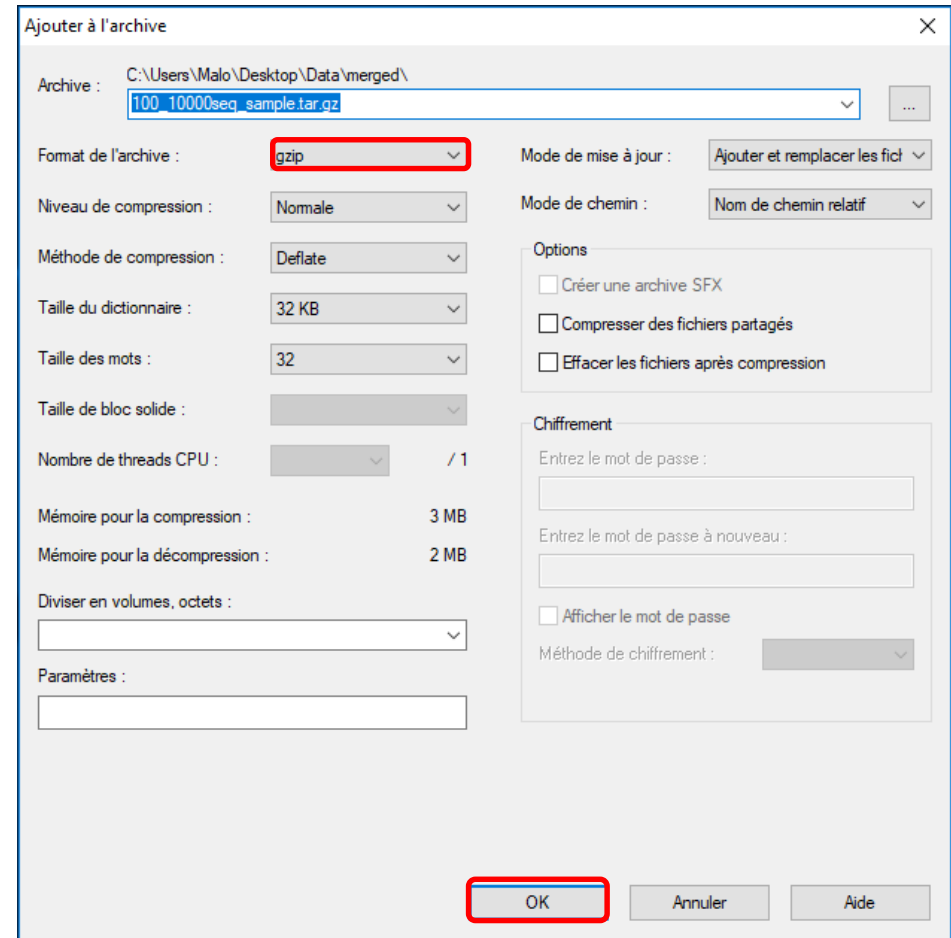 Ajouter à l'archive
Archive :
C:\Users\Malo\Desktop\Data\merged\
100_10000seq_sample.tar.gz
...
Format de l'archive :
gzip
Niveau de compression :
Normale
Méthode de compression :
Deflate
Taille du dictionnaire :
32 KB
Taille des mots :
32
Taille de bloc solide :
Nombre de threads CPU :
/ 1
Mémoire pour la compression :
3 MB
Mémoire pour la décompression :
2 MB
Diviser en volumes, octets :
Paramètres :
Mode de mise à jour :
Ajouter et remplacer les fich
Mode de chemin :
Nom de chemin relatif
Options
Créer une archive SFX
Compresser des fichiers partagés
Effacer les fichiers après compression
Chiffrement
Entrez le mot de passe :
Entrez le mot de passe à nouveau :
Afficher le mot de passe
Méthode de chiffrement :
OK
Annuler
Aide